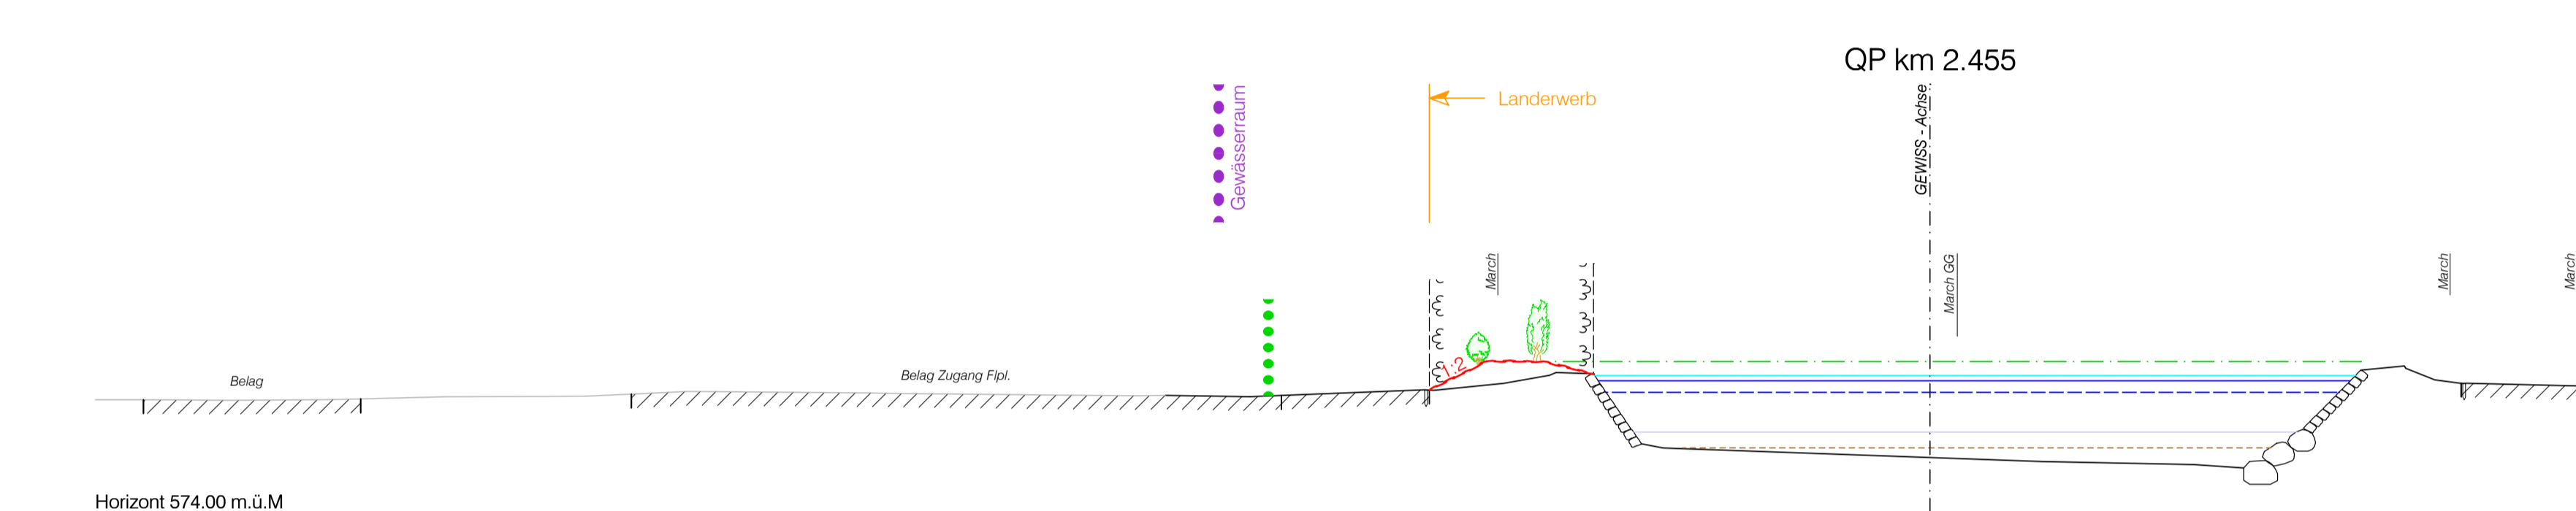 QP km 2.455
Gewässerraum
Landerwerb
GEWISS - Achse
March
March GG
March
March
1:2
Belag
Belag Zugang Flpl.
Horizont 574.00 m.ü.M